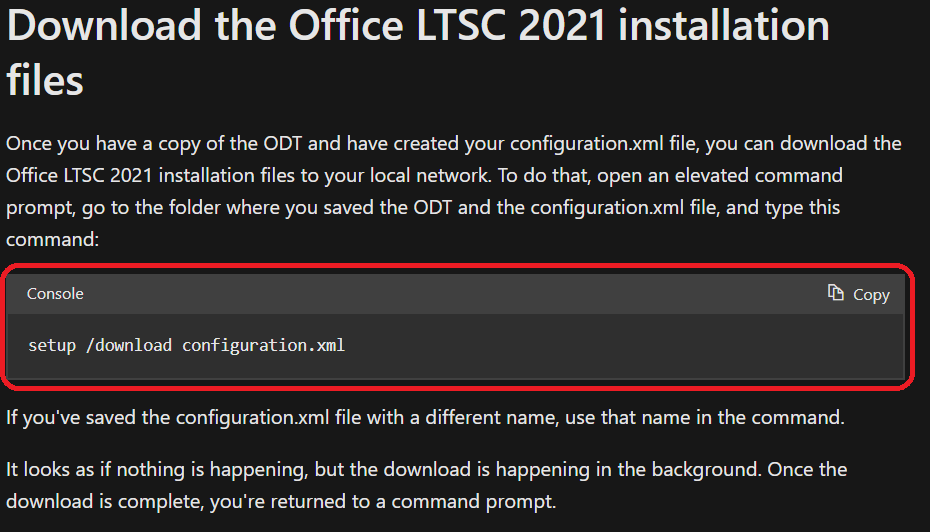 Download the Office LTSC 2021 installation
files
Once you have a copy of the ODT and have created your configuration.xml file, you can download the
Office LTSC 2021 installation files to your local network. To do that, open an elevated command
prompt, go to the folder where you saved the ODT and the configuration.xml file, and type this
command:
Console Copy
setup /download configuration.xml
If you've saved the configuration.xml file with a different name, use that name in the command.
It looks as if nothing is happening, but the download is happening in the background. Once the
download is complete, you're returned to a command prompt.